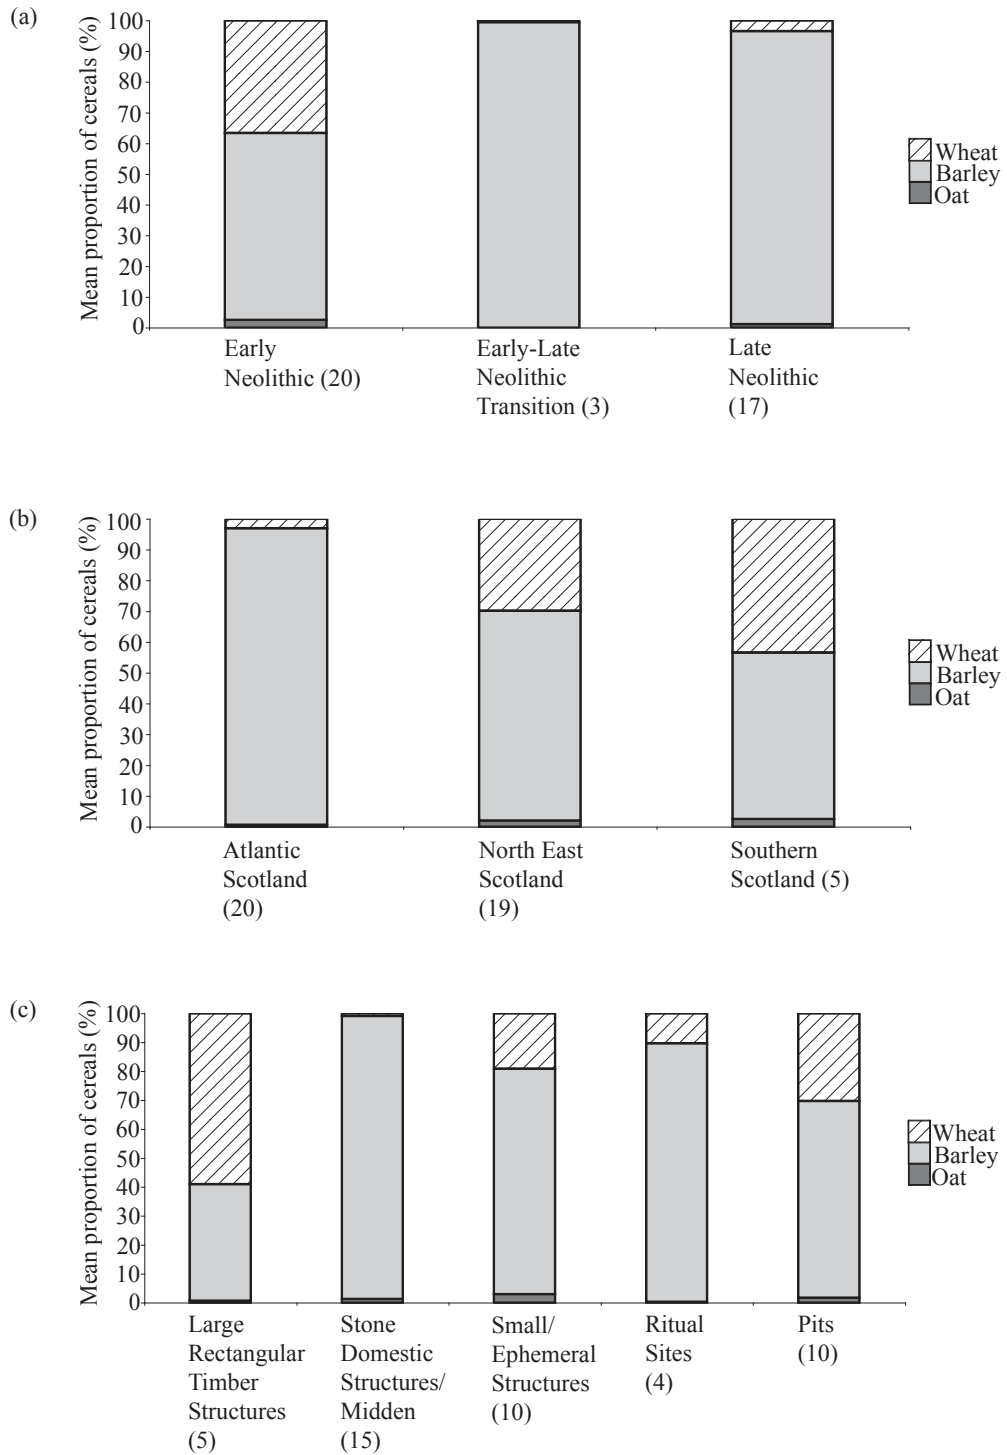 (a)
Mean proportion of cereals (%)
100
90
80
70
60
50
40
30
20
10
0
Early
Neolithic (20)
Early-Late
Neolithic
Transition (3)
Late
Neolithic
(17)
Wheat
Barley
Oat
(b)
Mean proportion of cereals (%)
100
90
80
70
60
50
40
30
20
10
0
Atlantic
Scotland
(20)
North East
Scotland
(19)
Southern
Scotland (5)
Wheat
Barley
Oat
(c)
Mean proportion of cereals (%)
100
90
80
70
60
50
40
30
20
10
0
Large
Rectangular
Timber
Structures
(5)
Stone
Domestic
Structures/
Midden
(15)
Small/
Ephemeral
Structures
(10)
Ritual
Sites
(4)
Pits
(10)
Wheat
Barley
Oat